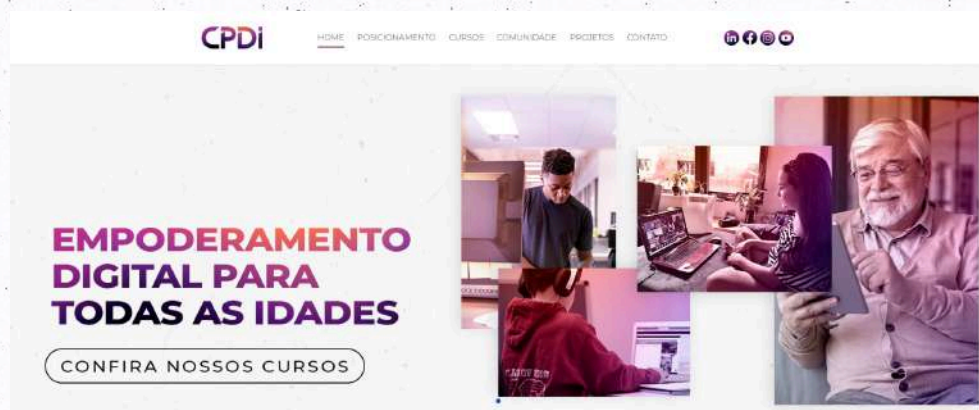 CPDi
HOME POSICIONAMENTO CURSOS COMUNIDADE PROJETOS CONTATO
EMPODERAMENTO
DIGITAL PARA
TODAS AS IDADES
CONFIRA NOSSOS CURSOS